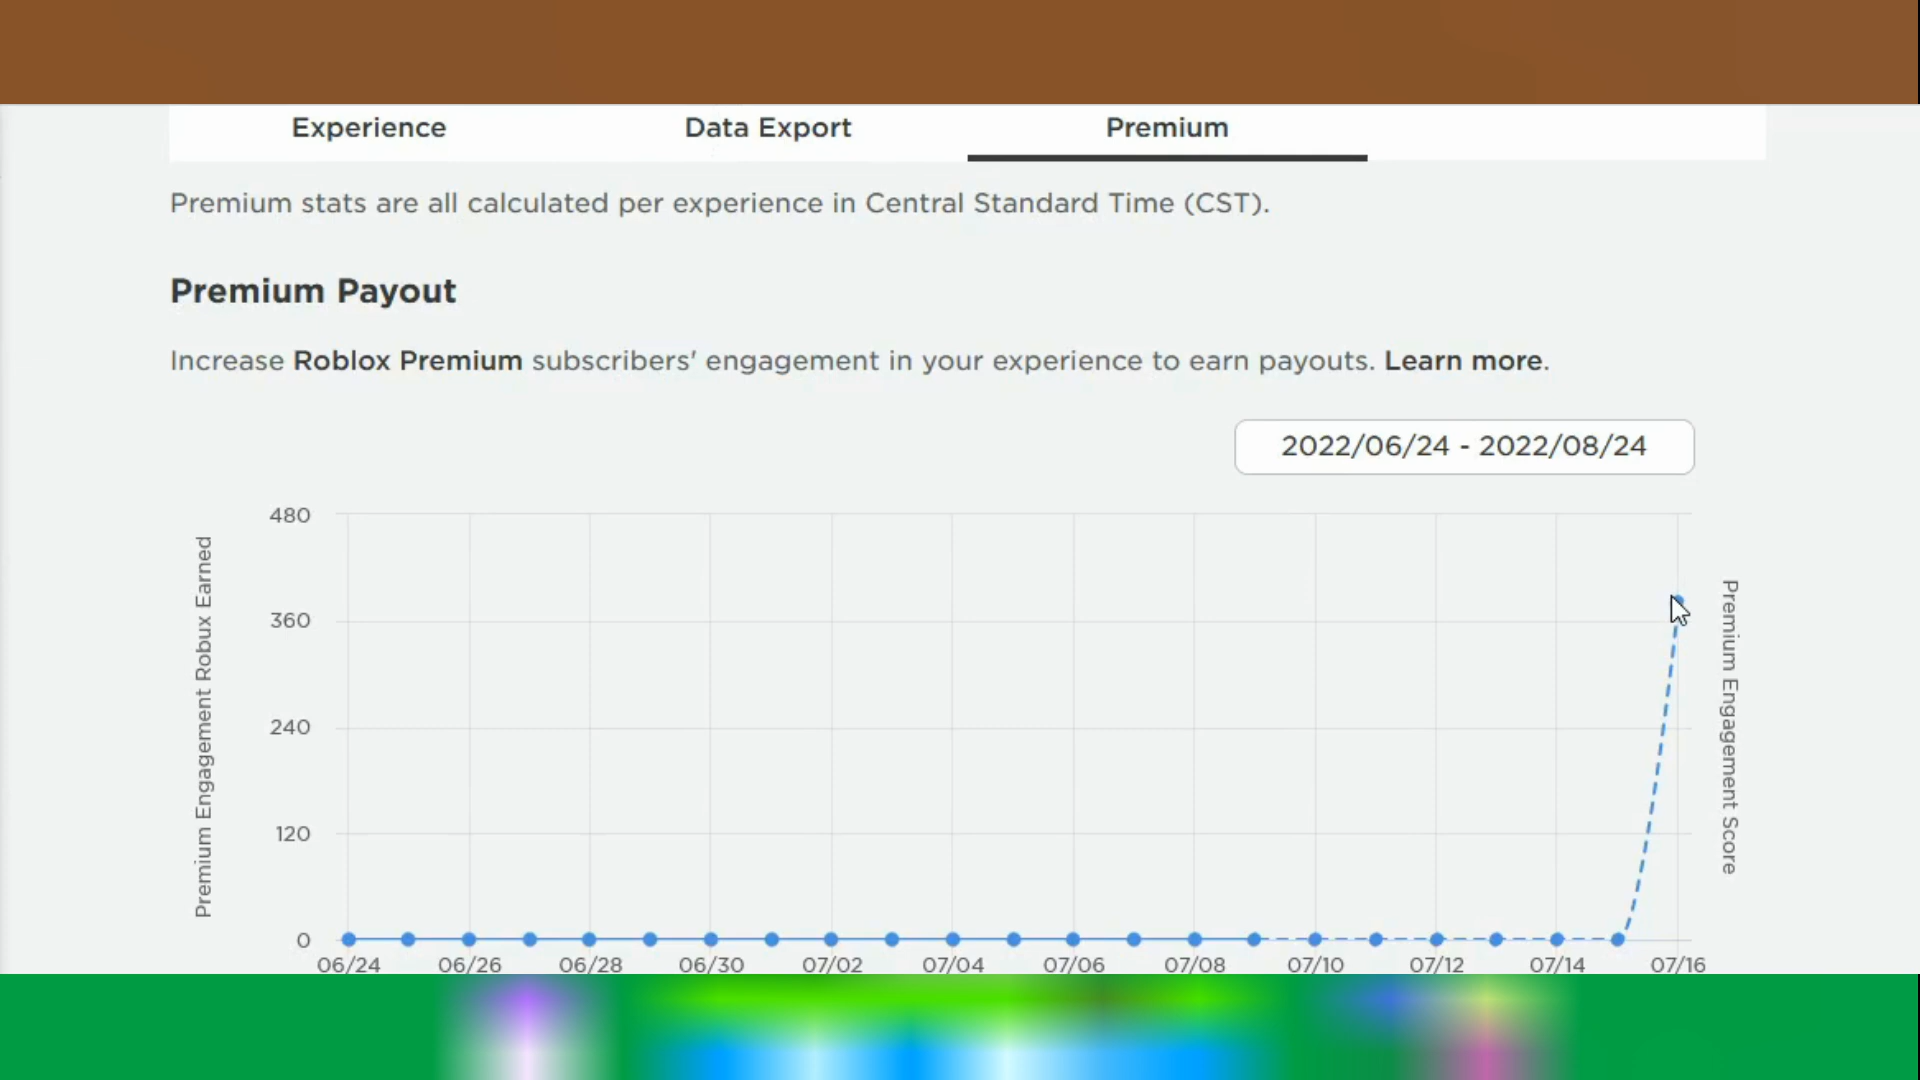 Experience Data Export Premium
Premium stats are all calculated per experience in Central Standard Time (CST).
Premium Payout
Increase Roblox Premium subscribers' engagement in your experience to earn payouts. Learn more.
2022/06/24 - 2022/08/24
Premium Engagement Robux Earned
480
360
240
120
0
Premium Engagement Score
06/24 06/26 06/28 06/30 07/02 07/04 07/06 07/08 07/10 07/12 07/14 07/16